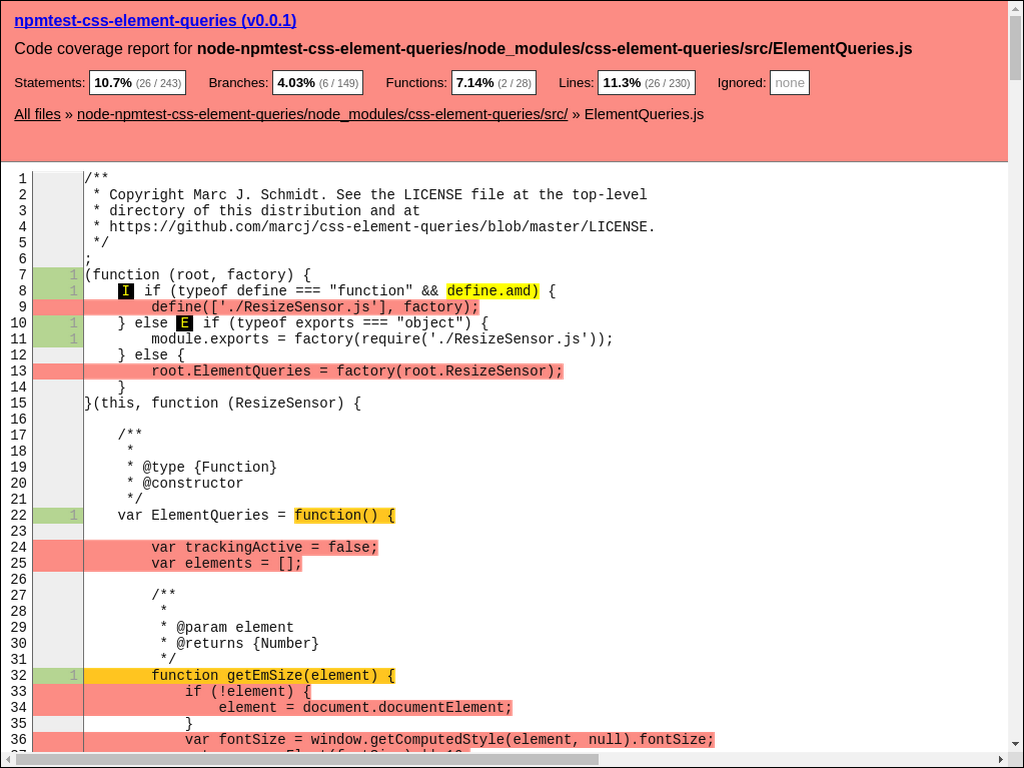 npmtest-css-element-queries (v0.0.1)
Code coverage report for node-npmtest-css-element-queries/node_modules/css-element-queries/src/ElementQueries.js
Statements: 10.7% (26 / 243) Branches: 4.03% (6 / 149) Functions: 7.14% (2 / 28) Lines: 11.3% (26 / 230) Ignored: none
All files » node-npmtest-css-element-queries/node_modules/css-element-queries/src/ » ElementQueries.js
1 /**
2  * Copyright Marc J. Schmidt. See the LICENSE file at the top-level
3  * directory of this distribution and at
4  * https://github.com/marcj/css-element-queries/blob/master/LICENSE.
5  */
6 ;
7 1 (function (root, factory) {
8 1     I if (typeof define === "function" && define.amd) {
9         define(['./ResizeSensor.js'], factory);
10 1     } else E if (typeof exports === "object") {
11 1         module.exports = factory(require('./ResizeSensor.js'));
12     } else {
13         root.ElementQueries = factory(root.ResizeSensor);
14     }
15 }(this, function (ResizeSensor) {
16
17     /**
18      *
19      * @type {Function}
20      * @constructor
21      */
22 1     var ElementQueries = function() {
23
24         var trackingActive = false;
25         var elements = [];
26
27         /**
28          *
29          * @param element
30          * @returns {Number}
31          */
32 1         function getEmSize(element) {
33             if (!element) {
34                 element = document.documentElement;
35             }
36             var fontSize = window.getComputedStyle(element, null).fontSize;